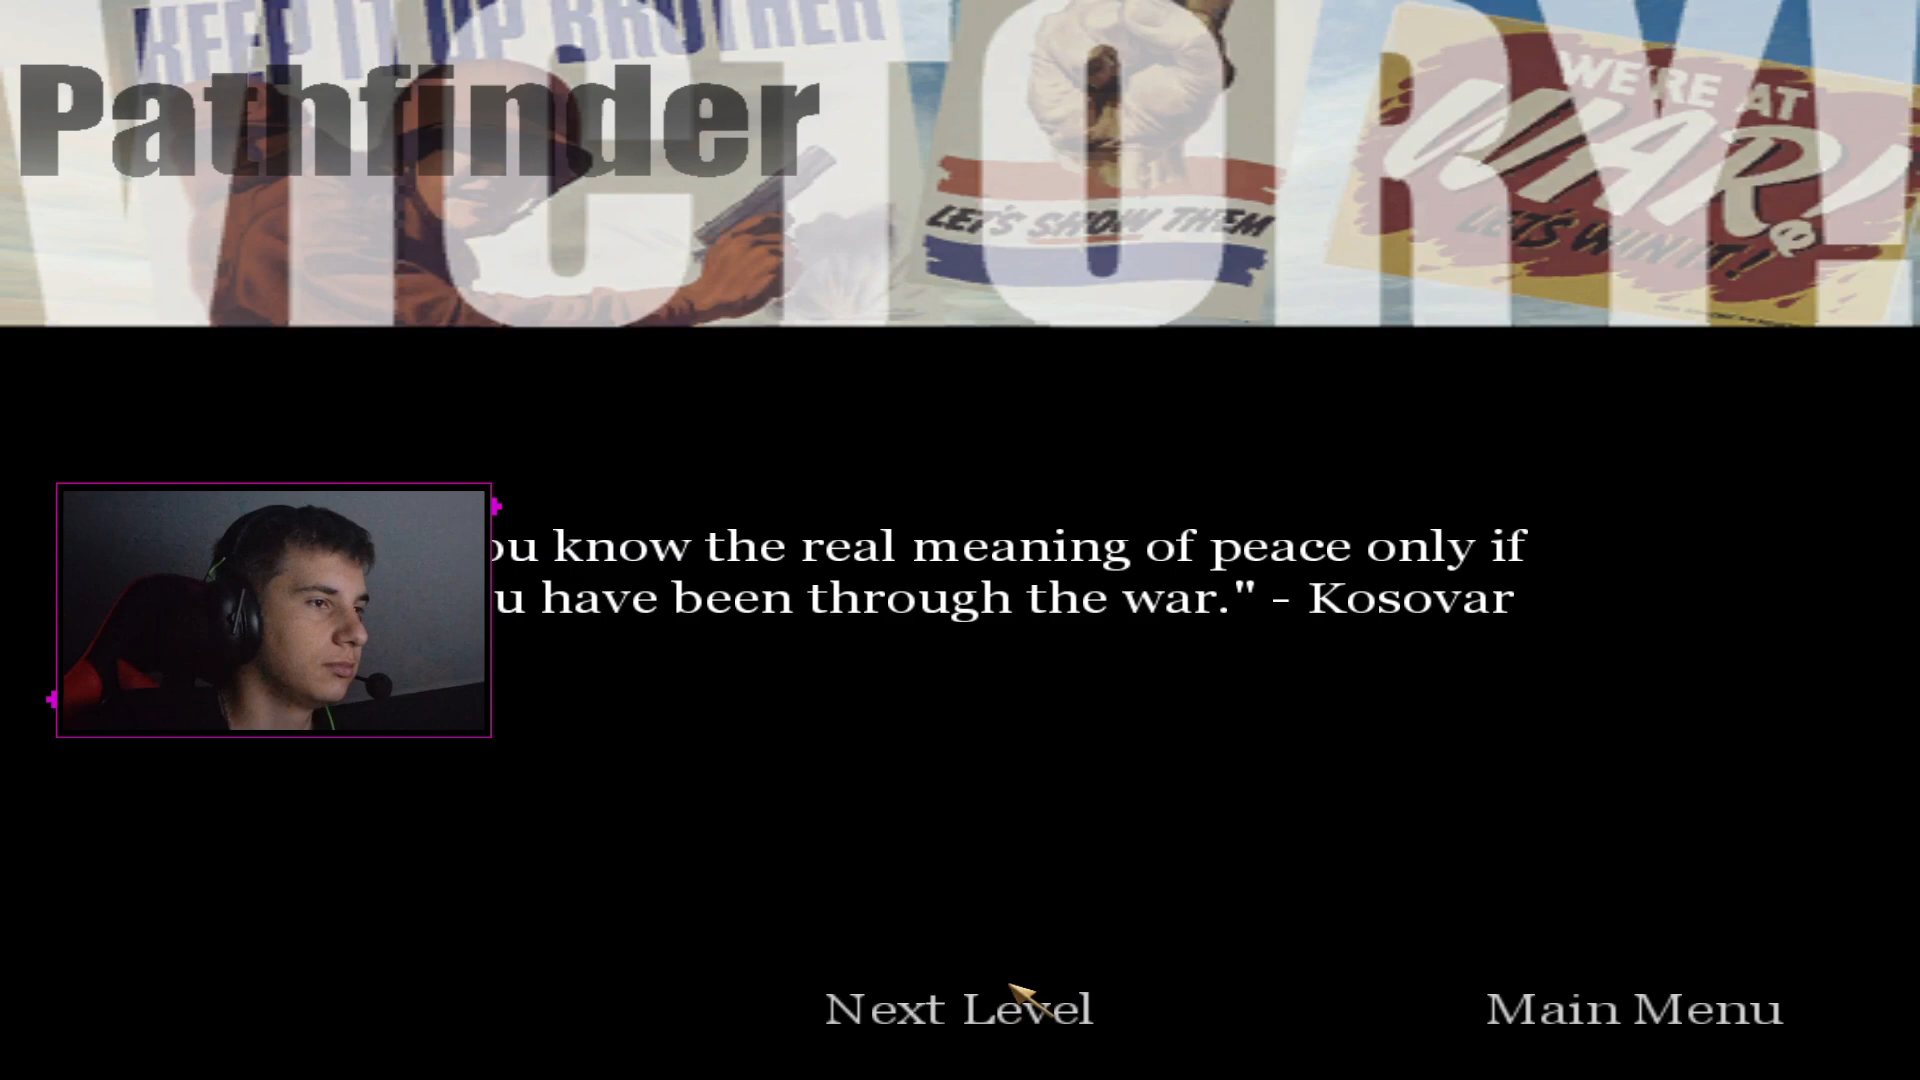 KEEP IT UP BROTHER
VICTORY
Pathfinder
WE'RE AT
WAR!
LET'S SHOW THEM
LET'S WIN IT!
ou know the real meaning of peace only if
u have been through the war." - Kosovar
Next Level
Main Menu